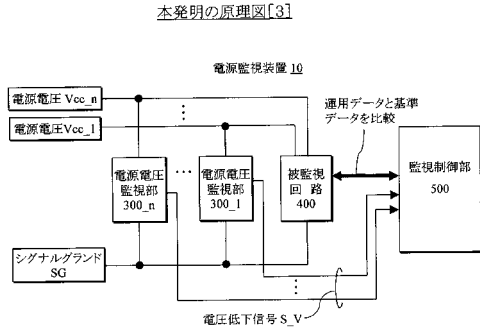 本発明の原理図[3]
電源監視装置 10
電源電圧 Vcc_n
電源電圧Vcc_1
運用データと基準
データを比較
電源電圧
監視部
300_n
電源電圧
監視部
300_1
被監視
回 路
400
監視制御部
500
シグナルグランド
SG
電圧低下信号 S_V